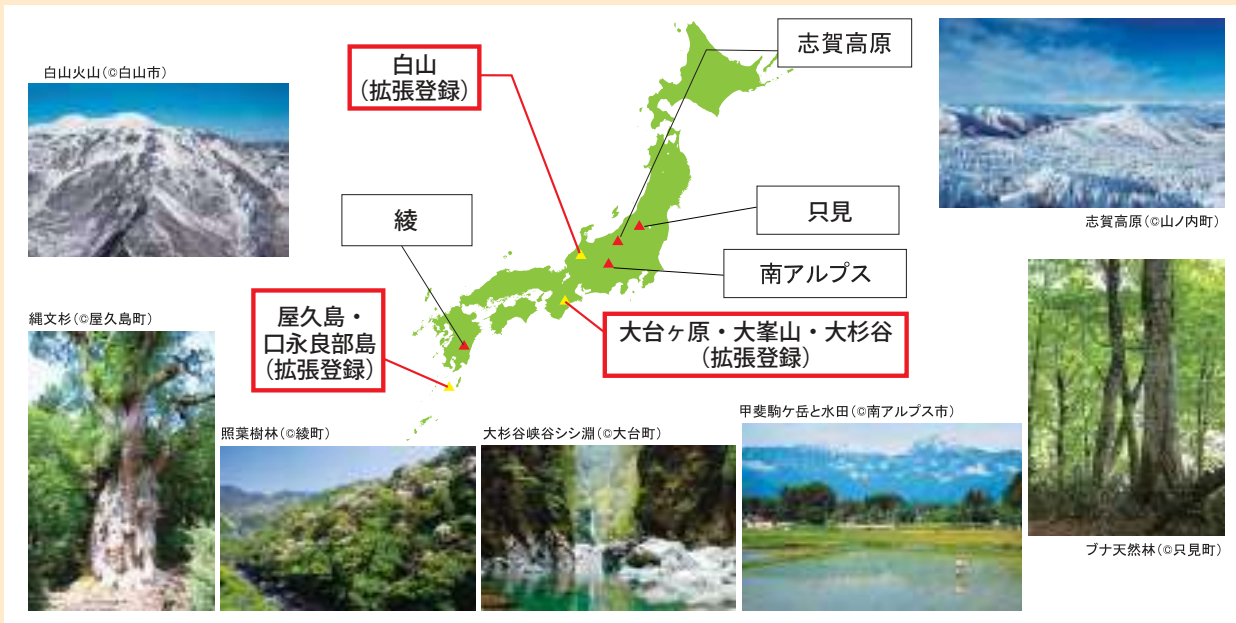 白山火山(©白山市)
白山
(拡張登録)
志賀高原
志賀高原(©山ノ内町)
綾
只見
南アルプス
縄文杉(©屋久島町)
屋久島・
口永良部島
(拡張登録)
大台ヶ原・大峯山・大杉谷
(拡張登録)
照葉樹林(©綾町)
大杉谷峡谷シシ淵(©大台町)
甲斐駒ケ岳と水田(©南アルプス市)
ブナ天然林(©只見町)